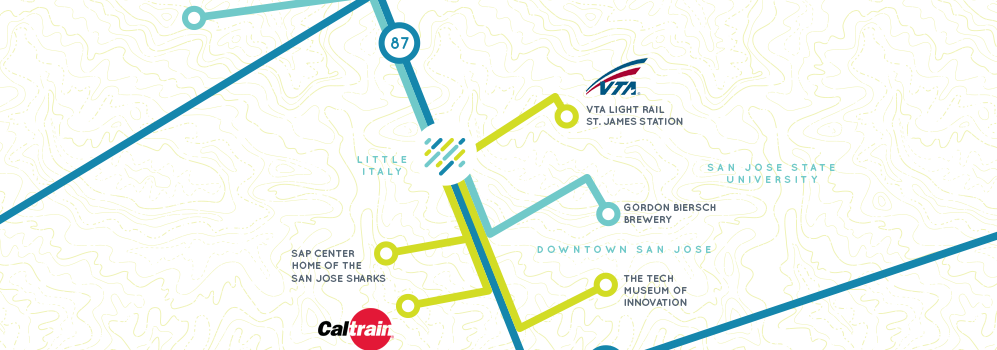 87
VTA
VTA LIGHT RAIL
ST. JAMES STATION
LITTLE
ITALY
SAN JOSE STATE
UNIVERSITY
GORDON BIERSCH
BREWERY
DOWNTOWN SAN JOSE
SAP CENTER
HOME OF THE
SAN JOSE SHARKS
THE TECH
MUSEUM OF
INNOVATION
Caltrain